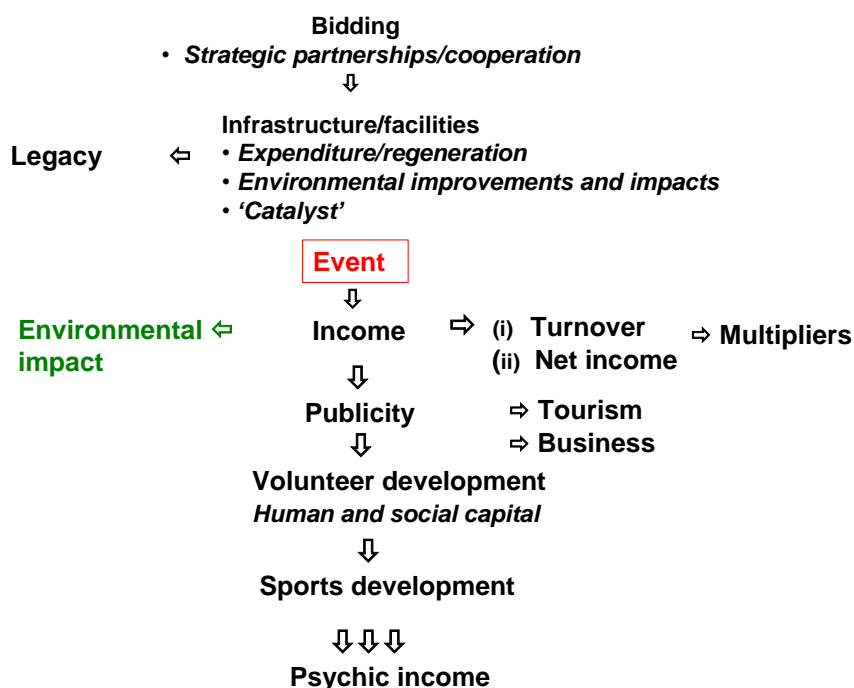 Bidding
• Strategic partnerships/cooperation
Infrastructure/facilities
Legacy
• Expenditure/regeneration
• Environmental improvements and impacts
• ‘Catalyst’
Event
Environmental impact
Income
(i) Turnover
(ii) Net income
Multipliers
Publicity
Tourism
Business
Volunteer development
Human and social capital
Sports development
Psychic income